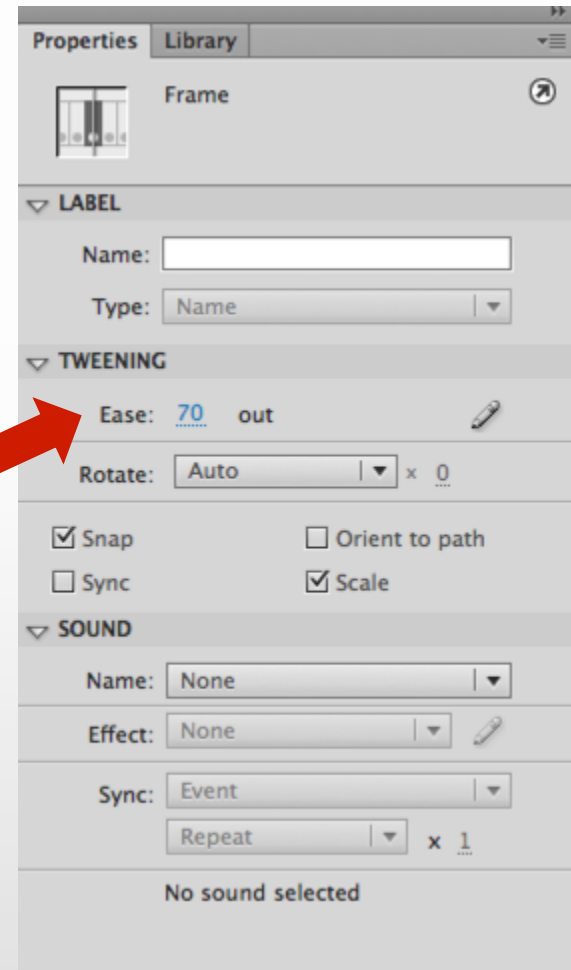 Properties Library
Frame
LABEL
Name:
Type: Name
TWEENING
Ease: 70 out
Rotate: Auto x 0
Snap Orient to path
Sync Scale
SOUND
Name: None
Effect: None
Sync: Event
Repeat x 1
No sound selected